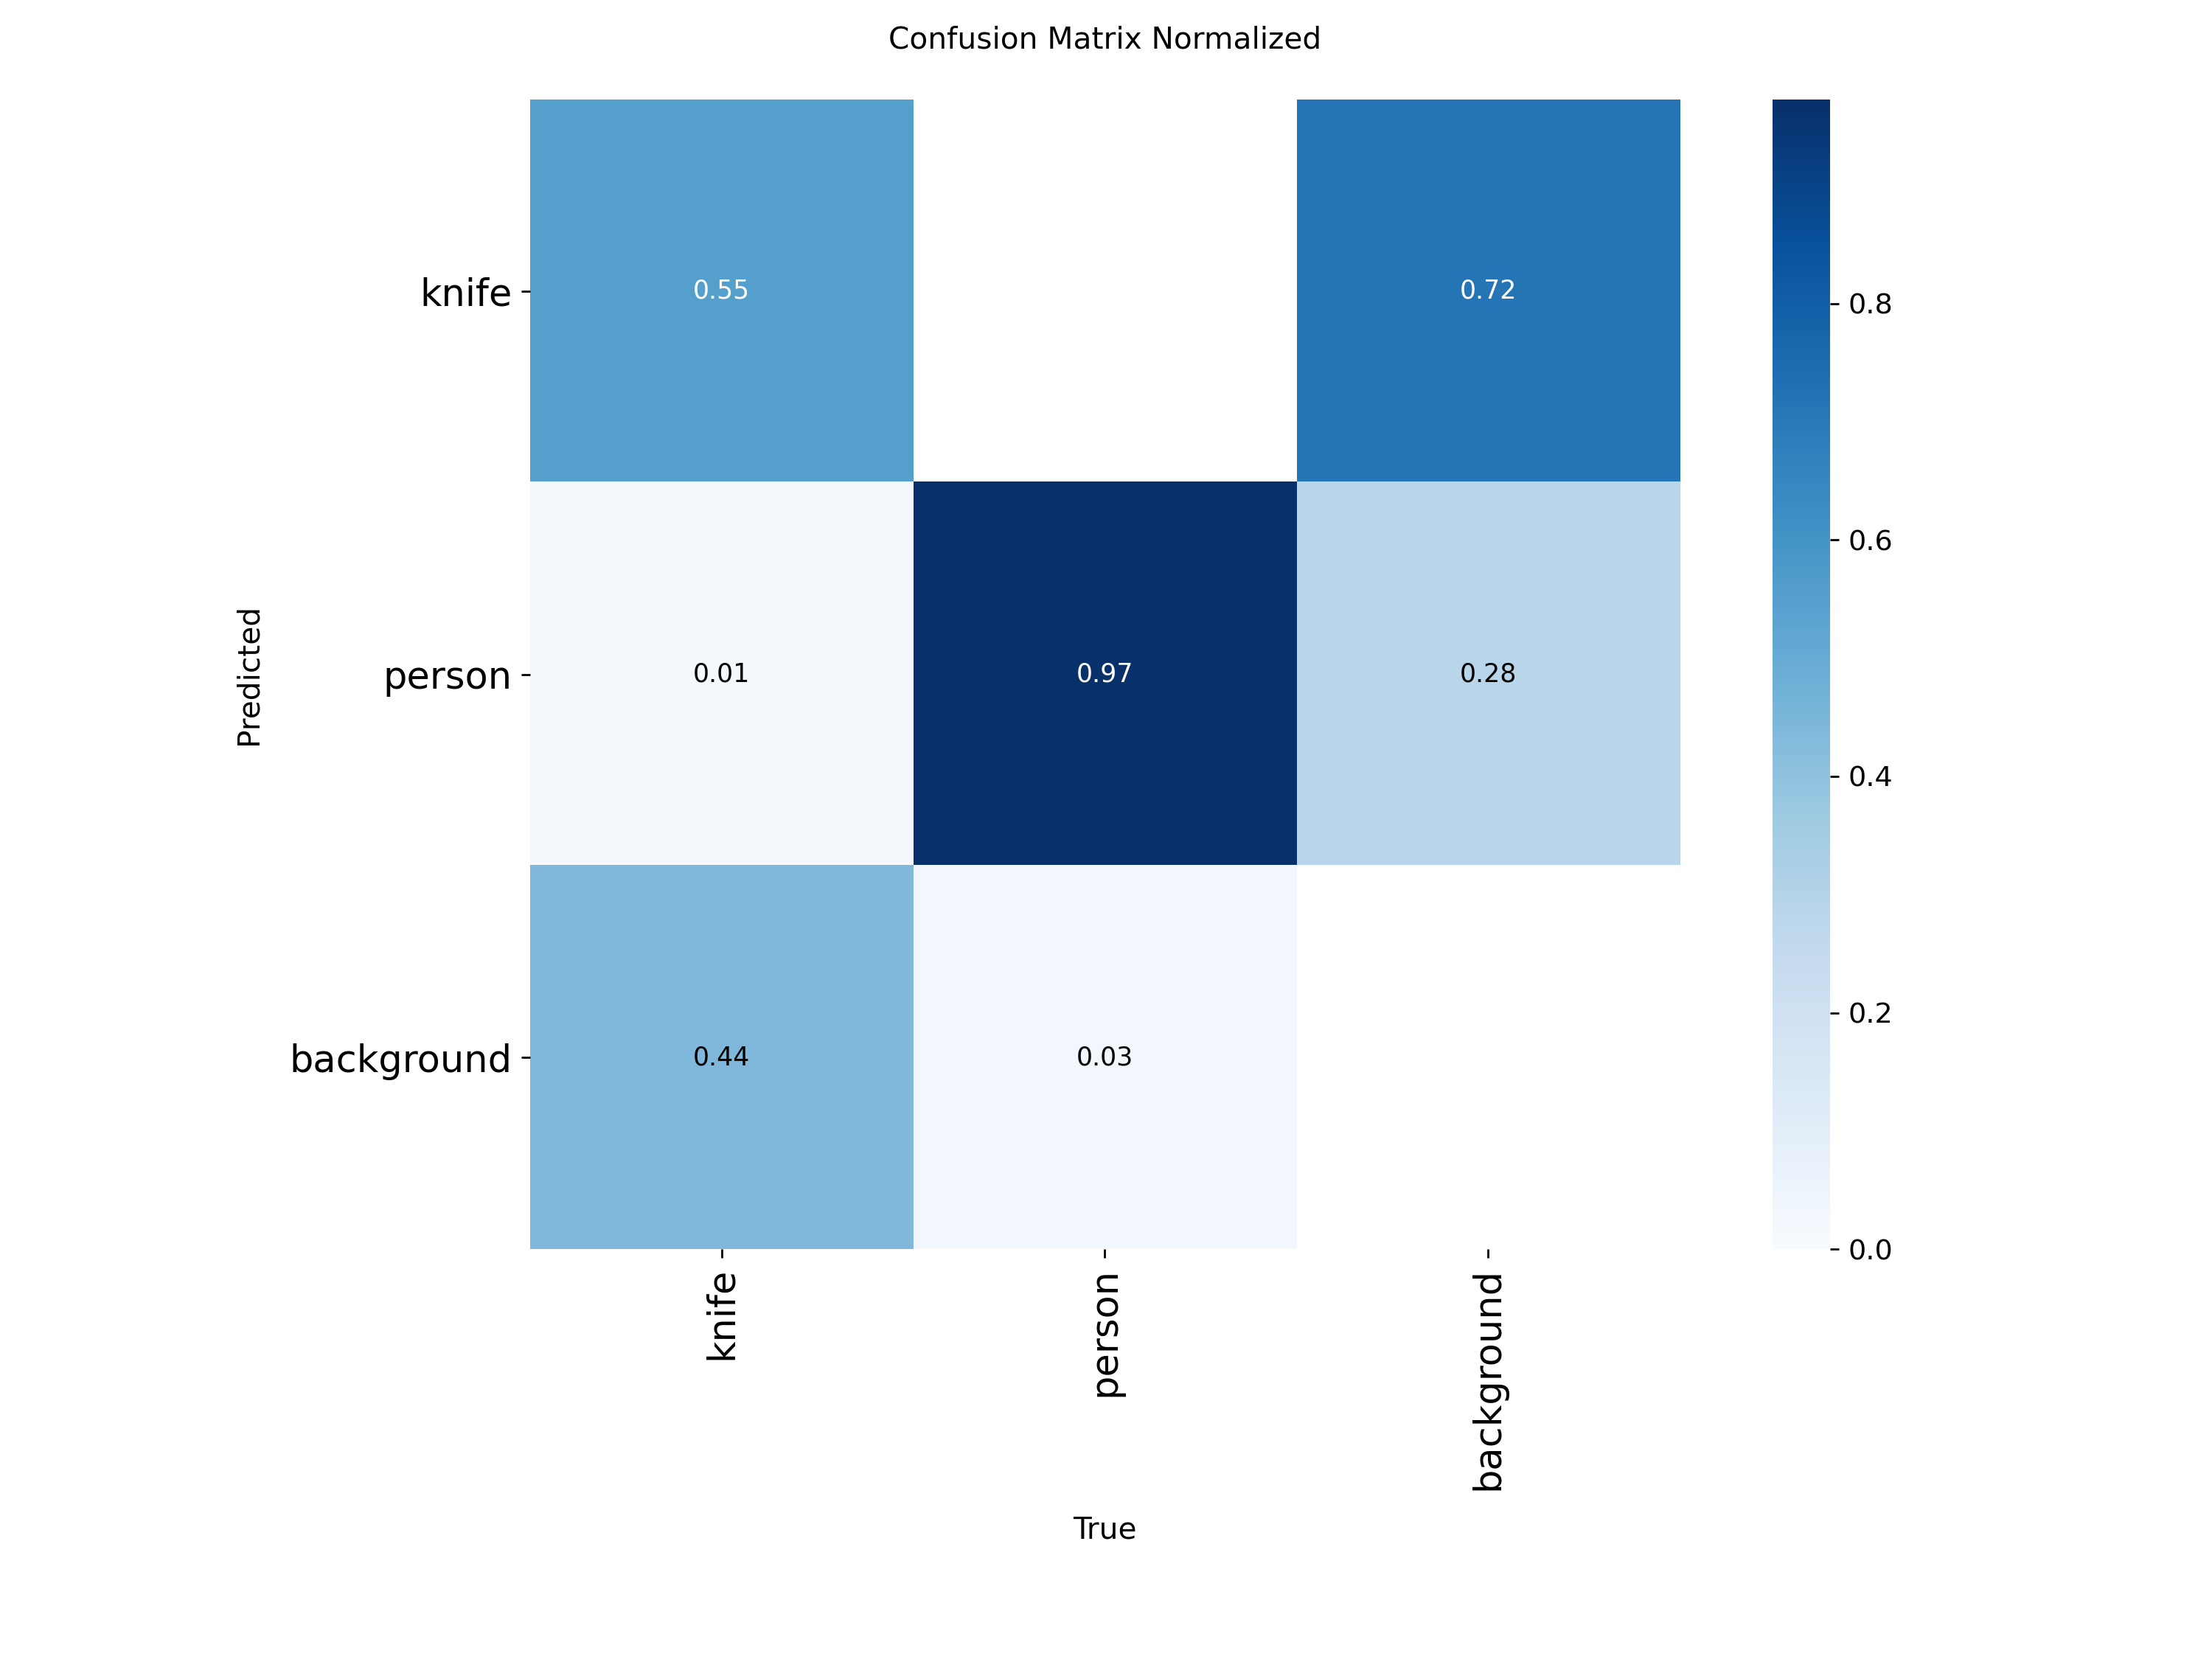 Confusion Matrix Normalized
knife
0.55
0.72
0.8
0.6
Predicted
person
0.01
0.97
0.28
0.4
0.2
background
0.44
0.03
0.0
knife
person
background
True